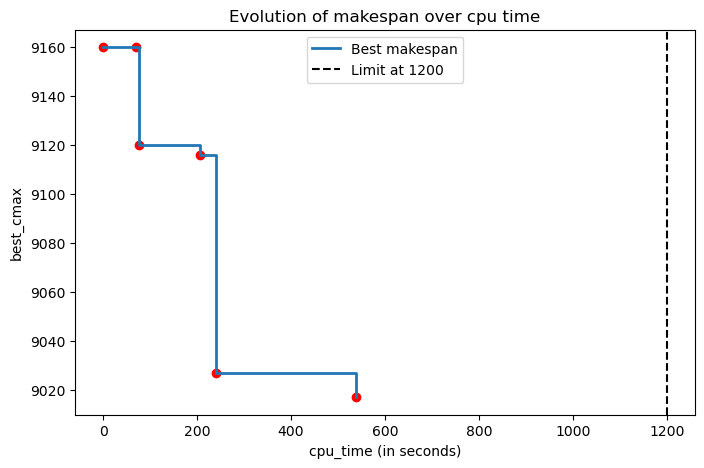 Evolution of makespan over cpu time
Best makespan
Limit at 1200
best_cmax
9160
9140
9120
9100
9080
9060
9040
9020
0 200 400 600 800 1000 1200
cpu_time (in seconds)